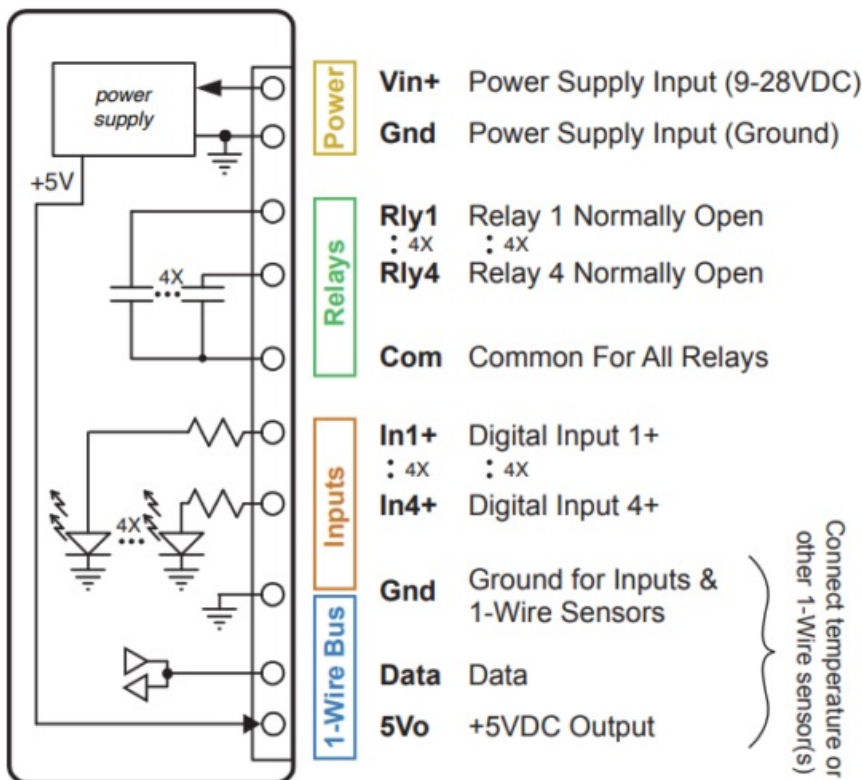 power
supply
+5V
4X
4X
Power
Vin+ Power Supply Input (9-28VDC)
Gnd Power Supply Input (Ground)
Relays
Rly1 Relay 1 Normally Open
: 4X : 4X
Rly4 Relay 4 Normally Open
Com Common For All Relays
Inputs
In1+ Digital Input 1+
: 4X : 4X
In4+ Digital Input 4+
Gnd Ground for Inputs &
1-Wire Sensors
1-Wire Bus
Data Data
5Vo +5VDC Output
Connect temperature or
other 1-Wire sensor(s)